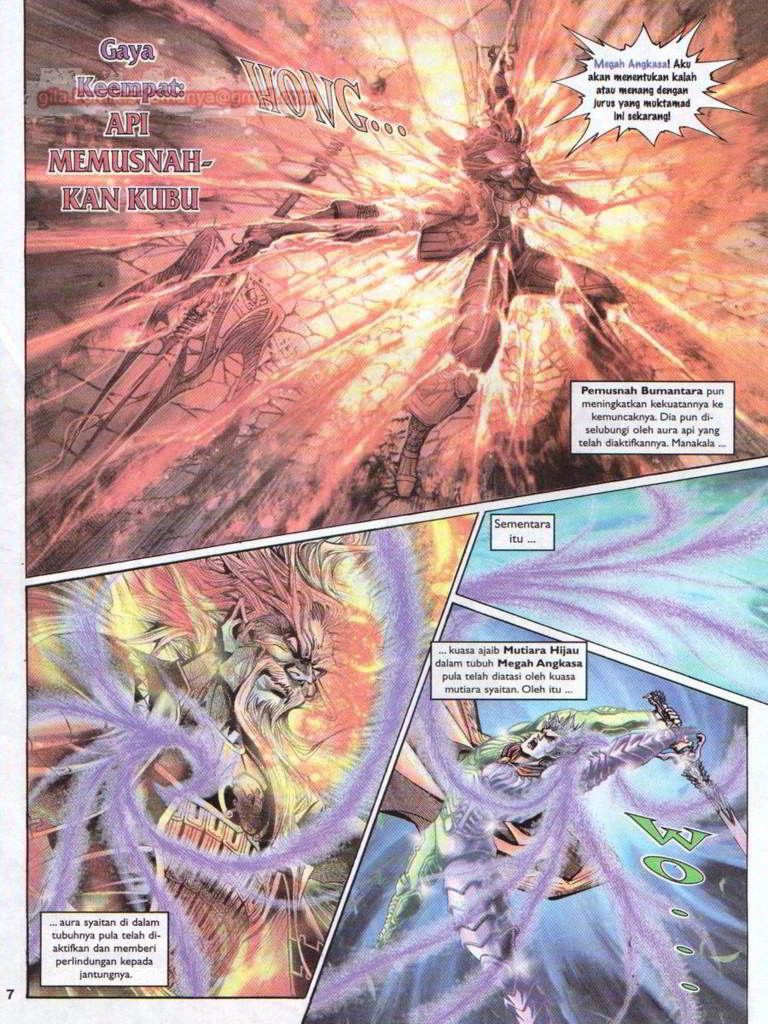 Gaya
Keempat:
API
MEMUSNAH-
KAN KUBU
HONG...
Megah Angkasa! Aku
akan menentukan kalah
atau menang dengan
jurus yang muktamad
ini sekarang!
Pemusnah Bumantara pun
meningkatkan kekuatannya ke
kemuncaknya. Dia pun di-
selubungi oleh aura api yang
telah diaktifkannya. Manakala ...
... aura syaitan di dalam
tubuhnya pula telah di-
aktifkan dan memberi
perlindungan kepada
jantungnya.
Sementara
itu ...
... kuasa ajaib Mutiara Hijau
dalam tubuh Megah Angkasa
pula telah diatasi oleh kuasa
mutiara syaitan. Oleh itu ...
WO...
7